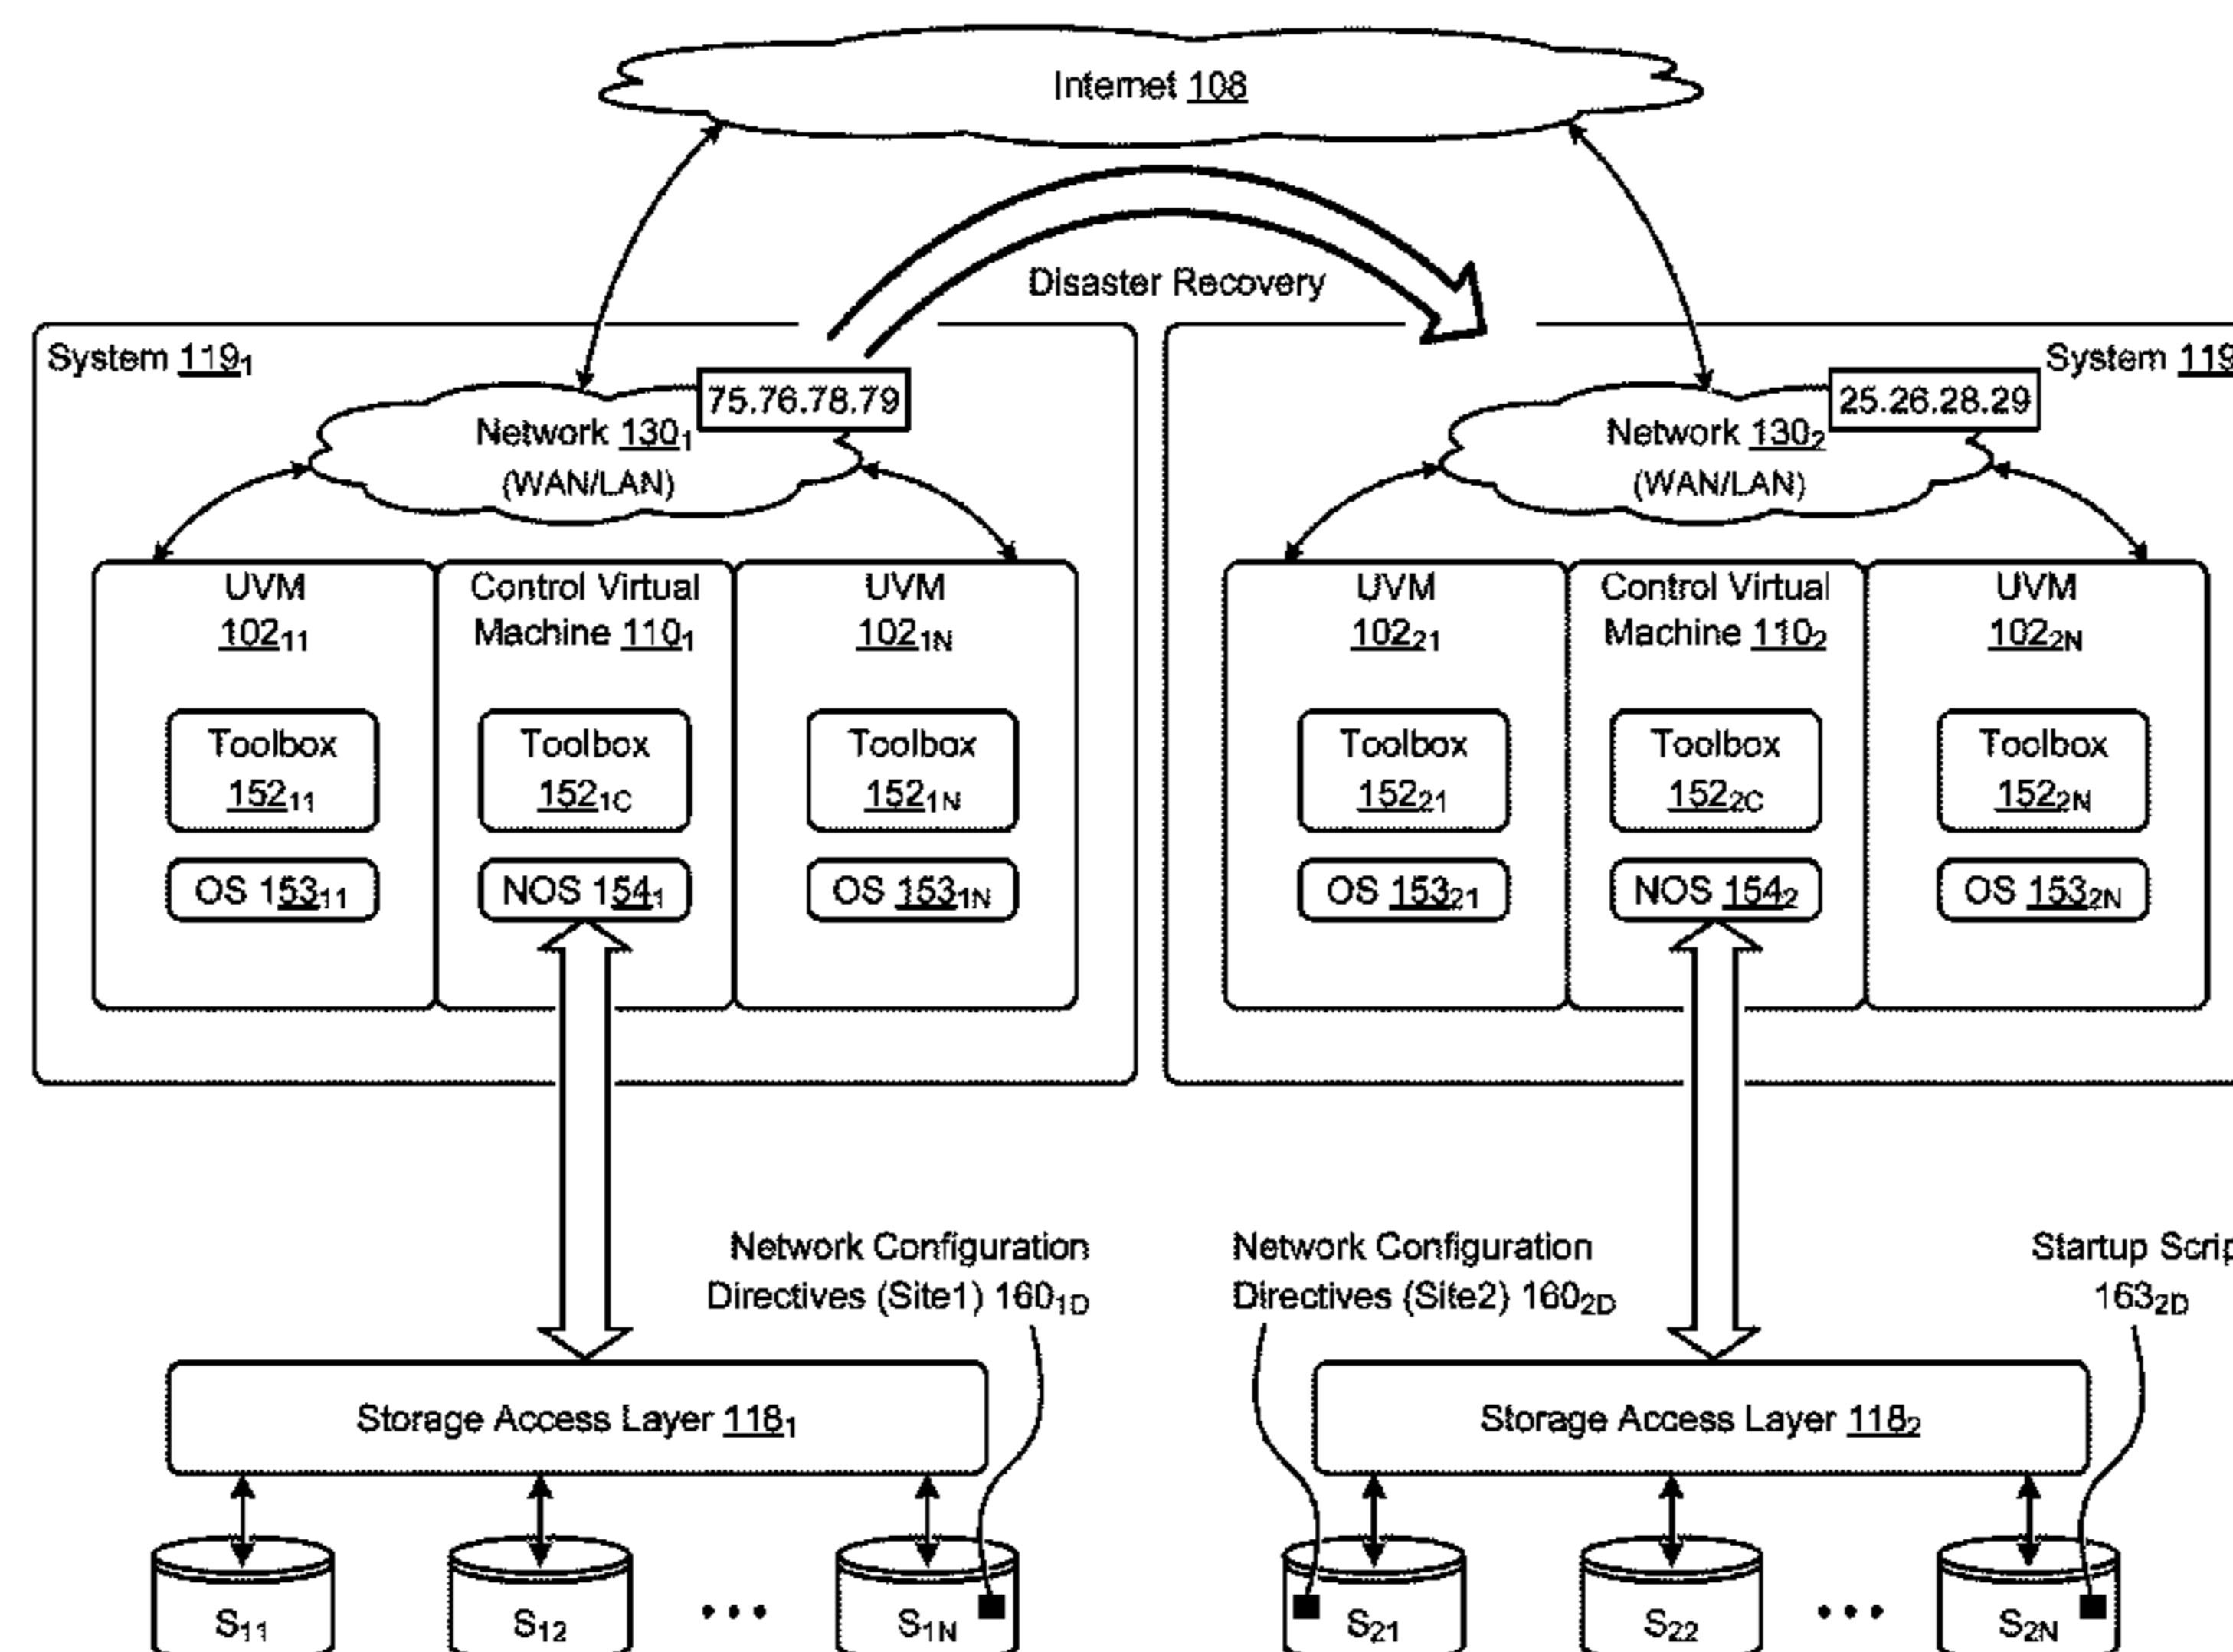 Internet 108
Disaster Recovery
System 119₁
75.76.78.79
Network 130₁
(WAN/LAN)
UVM
102₁₁
Control Virtual
Machine 110₁
UVM
102₁N
Toolbox
152₁₁
Toolbox
152₁C
Toolbox
152₁N
OS 153₁₁
NOS 154₁
OS 153₁N
System 119
25.26.28.29
Network 130₂
(WAN/LAN)
UVM
102₂₁
Control Virtual
Machine 110₂
UVM
102₂N
Toolbox
152₂₁
Toolbox
152₂C
Toolbox
152₂N
OS 153₂₁
NOS 154₂
OS 153₂N
Network Configuration
Directives (Site1) 160₁D
Network Configuration
Directives (Site2) 160₂D
Startup Scrip
163₂D
Storage Access Layer 118₁
Storage Access Layer 118₂
S₁₁
S₁₂
•••
S₁N
S₂₁
S₂₂
•••
S₂N